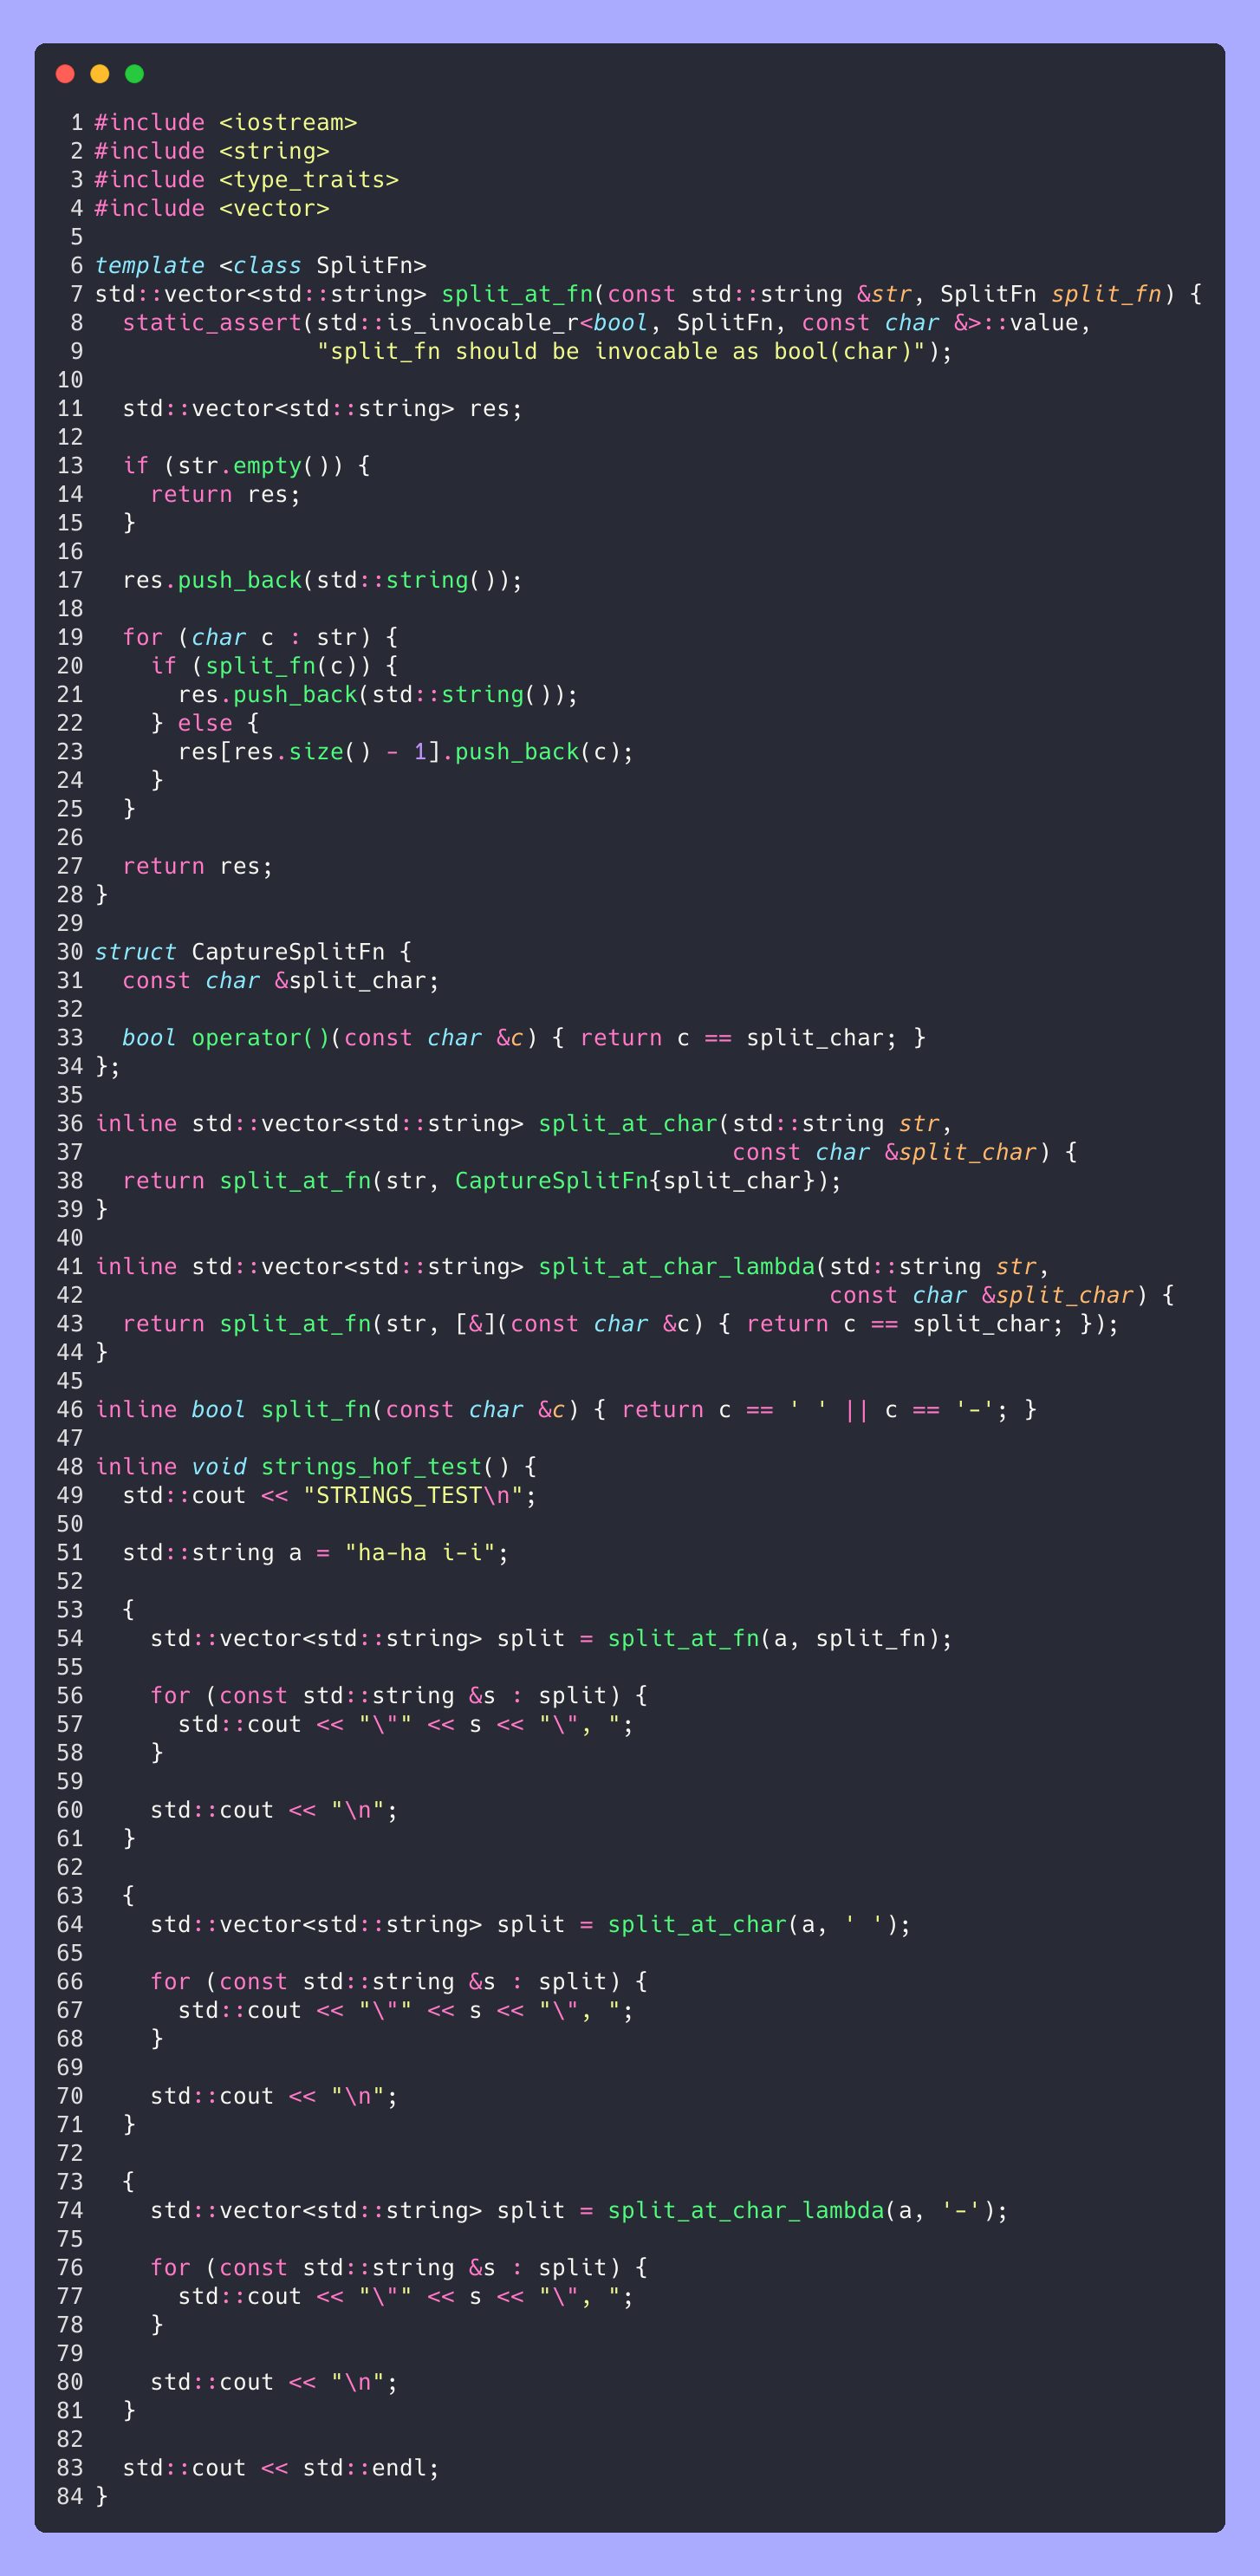 1 #include <iostream>
2 #include <string>
3 #include <type_traits>
4 #include <vector>
5
6 template <class SplitFn>
7 std::vector<std::string> split_at_fn(const std::string &str, SplitFn split_fn) {
8   static_assert(std::is_invocable_r<bool, SplitFn, const char &>::value,
9                 "split_fn should be invocable as bool(char)");
10
11   std::vector<std::string> res;
12
13   if (str.empty()) {
14     return res;
15   }
16
17   res.push_back(std::string());
18
19   for (char c : str) {
20     if (split_fn(c)) {
21       res.push_back(std::string());
22     } else {
23       res[res.size() - 1].push_back(c);
24     }
25   }
26
27   return res;
28 }
29
30 struct CaptureSplitFn {
31   const char &split_char;
32
33   bool operator()(const char &c) { return c == split_char; }
34 };
35
36 inline std::vector<std::string> split_at_char(std::string str,
37                                               const char &split_char) {
38   return split_at_fn(str, CaptureSplitFn{split_char});
39 }
40
41 inline std::vector<std::string> split_at_char_lambda(std::string str,
42                                                      const char &split_char) {
43   return split_at_fn(str, [&](const char &c) { return c == split_char; });
44 }
45
46 inline bool split_fn(const char &c) { return c == ' ' || c == '-'; }
47
48 inline void strings_hof_test() {
49   std::cout << "STRINGS_TEST\n";
50
51   std::string a = "ha-ha i-i";
52
53   {
54     std::vector<std::string> split = split_at_fn(a, split_fn);
55
56     for (const std::string &s : split) {
57       std::cout << "\"" << s << "\", ";
58     }
59
60     std::cout << "\n";
61   }
62
63   {
64     std::vector<std::string> split = split_at_char(a, ' ');
65
66     for (const std::string &s : split) {
67       std::cout << "\"" << s << "\", ";
68     }
69
70     std::cout << "\n";
71   }
72
73   {
74     std::vector<std::string> split = split_at_char_lambda(a, '-');
75
76     for (const std::string &s : split) {
77       std::cout << "\"" << s << "\", ";
78     }
79
80     std::cout << "\n";
81   }
82
83   std::cout << std::endl;
84 }